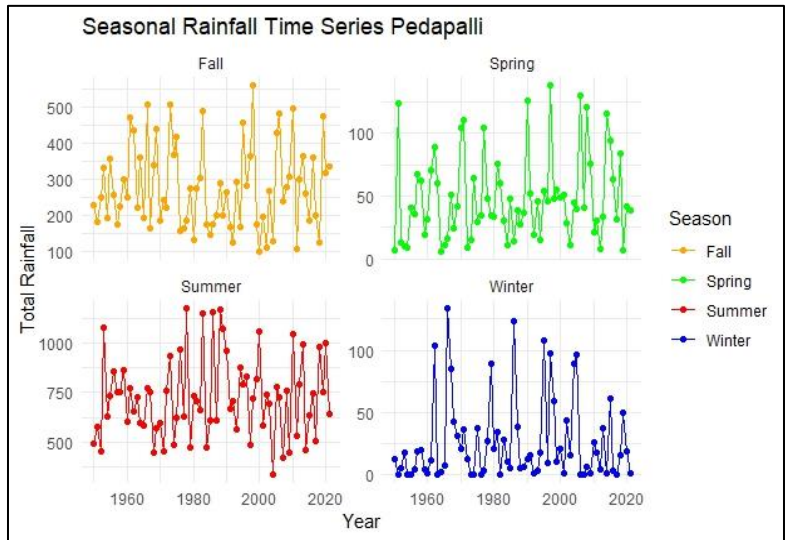 Seasonal Rainfall Time Series Pedapalli
Fall
Spring
500
400
300
200
100
100
50
0
Summer
Winter
1000
750
500
100
50
0
1960
1980
2000
2020
1960
1980
2000
2020
Total Rainfall
Year
Season
Fall
Spring
Summer
Winter